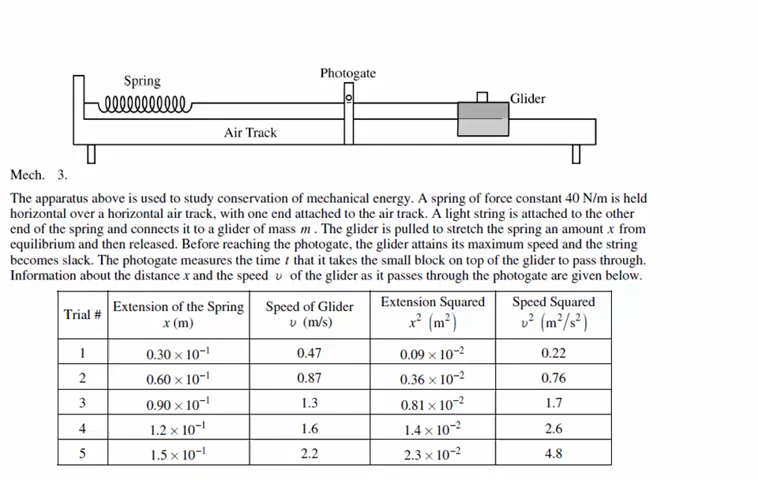 Photogate
Spring
Glider
Air Track
Mech. 3.
The apparatus above is used to study conservation of mechanical energy. A spring of force constant 40 N/m is held
horizontal over a horizontal air track, with one end attached to the air track. A light string is attached to the other
end of the spring and connects it to a glider of mass m . The glider is pulled to stretch the spring an amount x from
equilibrium and then released. Before reaching the photogate, the glider attains its maximum speed and the string
becomes slack. The photogate measures the time t that it takes the small block on top of the glider to pass through.
Information about the distance x and the speed υ of the glider as it passes through the photogate are given below.
Trial # Extension of the Spring x (m) Speed of Glider υ (m/s) Extension Squared x² (m²) Speed Squared υ² (m²/s²)
1 0.30 × 10⁻¹ 0.47 0.09 × 10⁻² 0.22
2 0.60 × 10⁻¹ 0.87 0.36 × 10⁻² 0.76
3 0.90 × 10⁻¹ 1.3 0.81 × 10⁻² 1.7
4 1.2 × 10⁻¹ 1.6 1.4 × 10⁻² 2.6
5 1.5 × 10⁻¹ 2.2 2.3 × 10⁻² 4.8